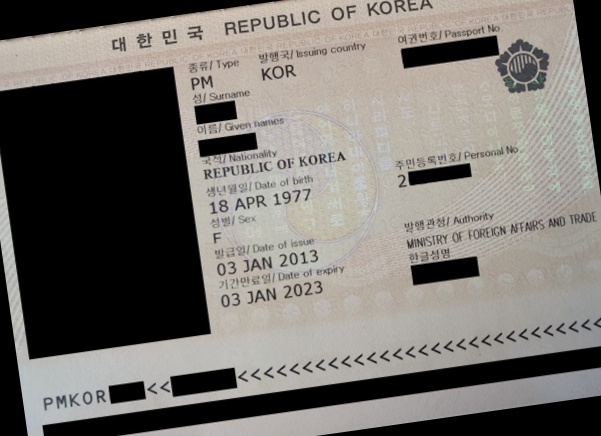 대한민국 REPUBLIC OF KOREA
종류/ Type 발행국/ Issuing country 여권번호/ Passport No.
PM KOR
성/ Surname
이름/ Given names
국적/ Nationality 주민등록번호/ Personal No.
REPUBLIC OF KOREA 2
생년월일/ Date of birth
18 APR 1977
성별/ Sex 발행관청/ Authority
F MINISTRY OF FOREIGN AFFAIRS AND TRADE
발급일/ Date of issue 한글성명
03 JAN 2013
기간만료일/ Date of expiry
03 JAN 2023
PMKOR <<<<<<<<<<<<<<<<<<<<<<<<<<<<<